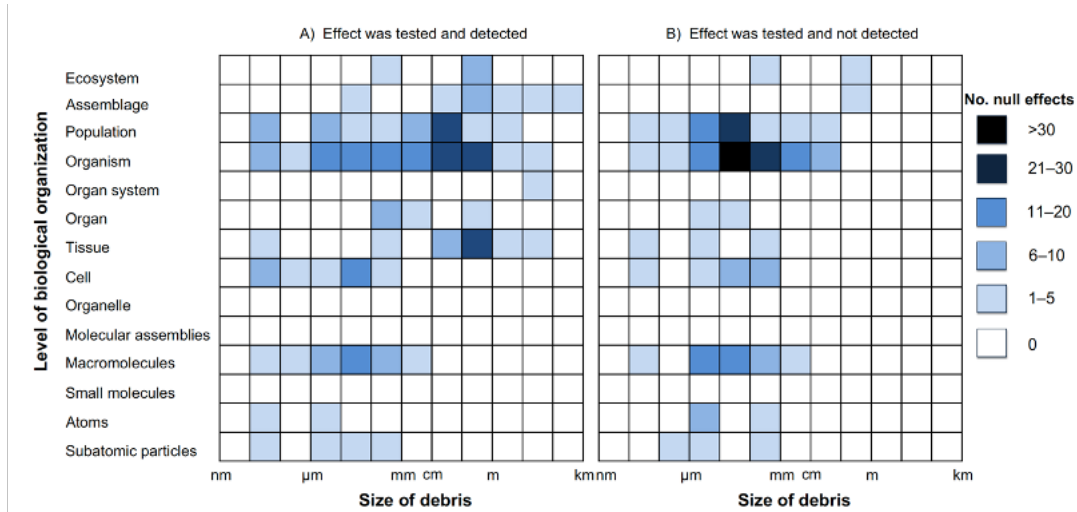 A) Effect was tested and detected
B) Effect was tested and not detected
Level of biological organization
Ecosystem
Assemblage
Population
Organism
Organ system
Organ
Tissue
Cell
Organelle
Molecular assemblies
Macromolecules
Small molecules
Atoms
Subatomic particles
nm µm mm cm m km
nm µm mm cm m km
Size of debris
Size of debris
No. null effects
>30
21–30
11–20
6–10
1–5
0